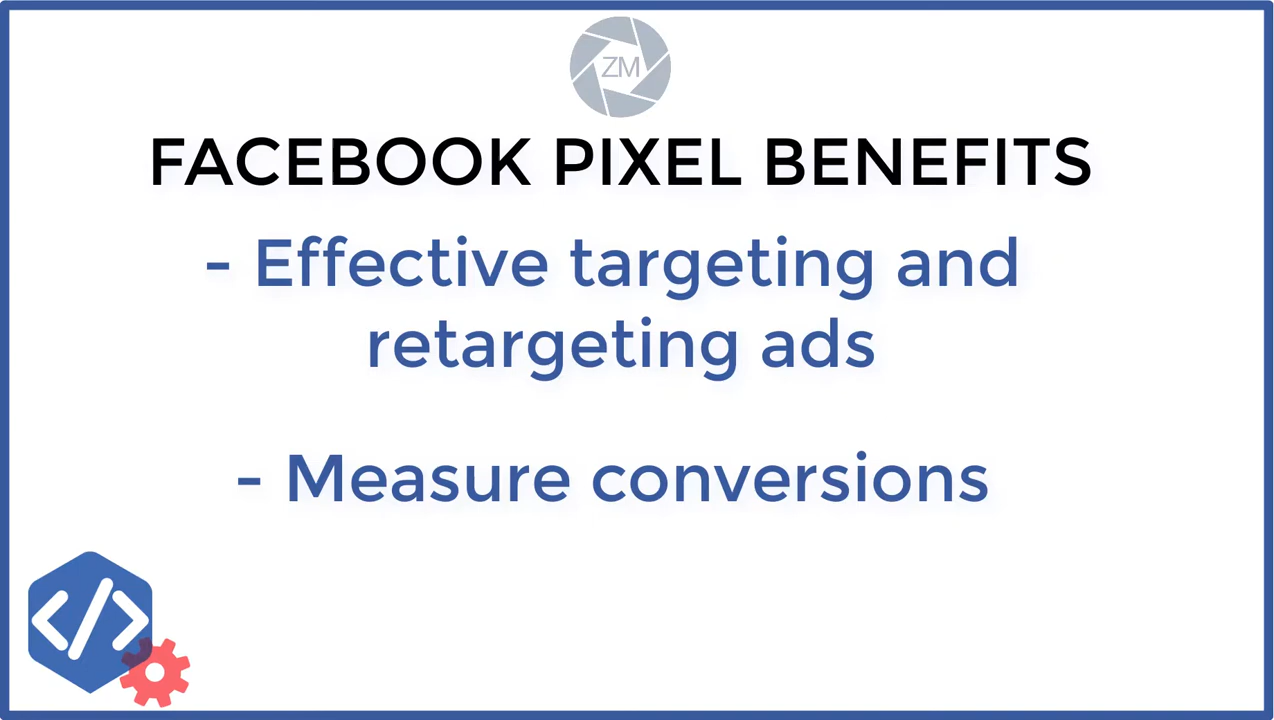 ZM
FACEBOOK PIXEL BENEFITS
- Effective targeting and
retargeting ads
- Measure conversions
</>